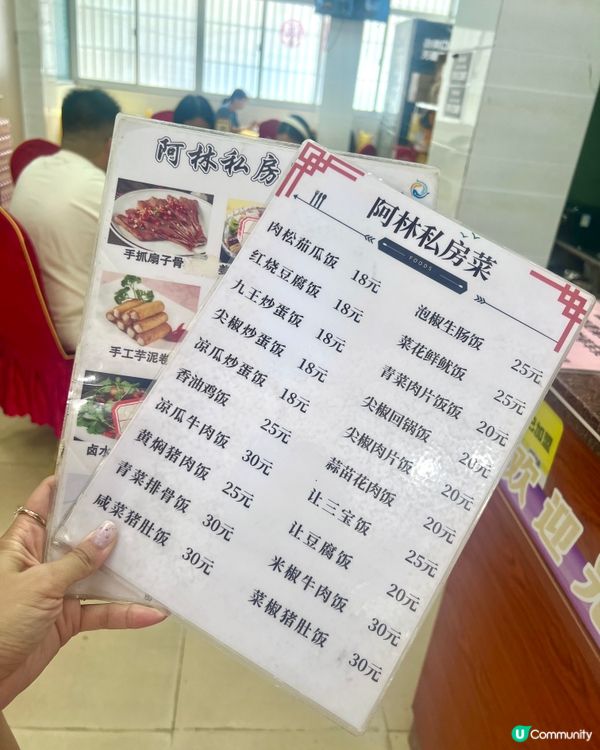 阿林私房
手抓扇子骨
手工芋泥卷
卤水
阿林私房菜
FOODS
肉松茄瓜饭 18元
红烧豆腐饭 18元
九王炒蛋饭 18元
尖椒炒蛋饭 18元
凉瓜炒蛋饭 18元
香油鸡饭 25元
凉瓜牛肉饭 30元
黄焖猪肉饭 25元
青菜排骨饭 30元
咸菜猪肚饭 30元
泡椒生肠饭 25元
菜花鲜鱿饭 25元
青菜肉片饭饭 20元
尖椒回锅饭 20元
尖椒肉片饭 20元
蒜苗花肉饭 20元
让三宝饭 25元
让豆腐饭 20元
米椒牛肉饭 30元
菜椒猪肚饭 30元
欢迎
U Community